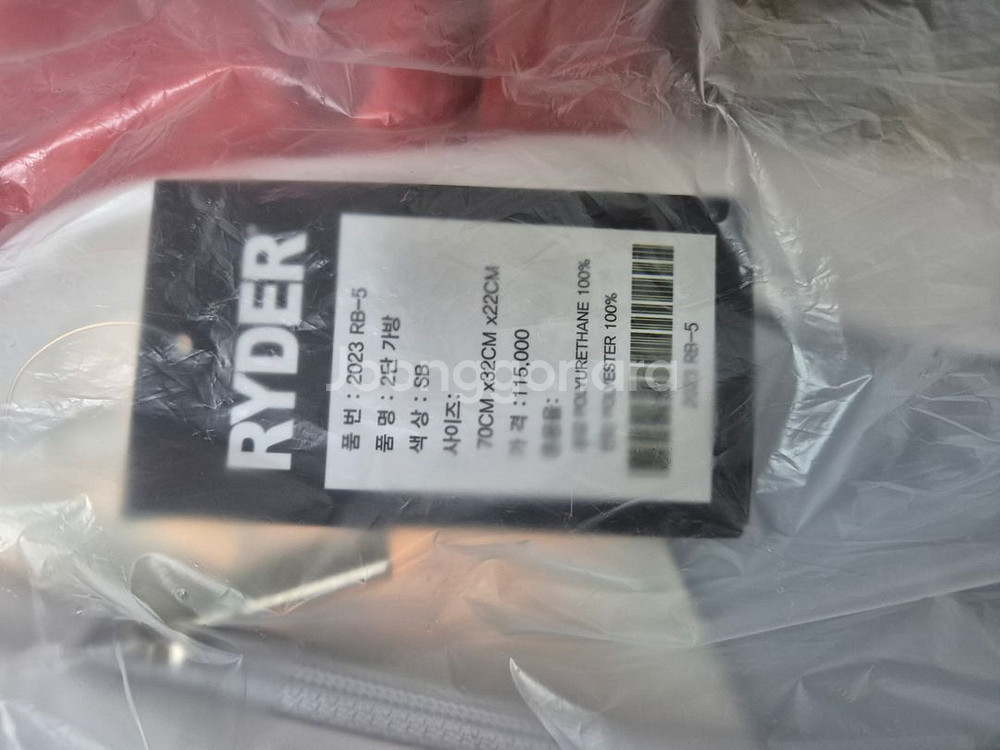 RYDER
품 번 : 2023 RB-5
품 명 : 2단 가방
색 상 : SB
사이즈:
70CM x32CM x22CM
가 격 :115,000
POLYURETHANE 100%
POLYESTER 100%
2023 RB-5
Joonggonara